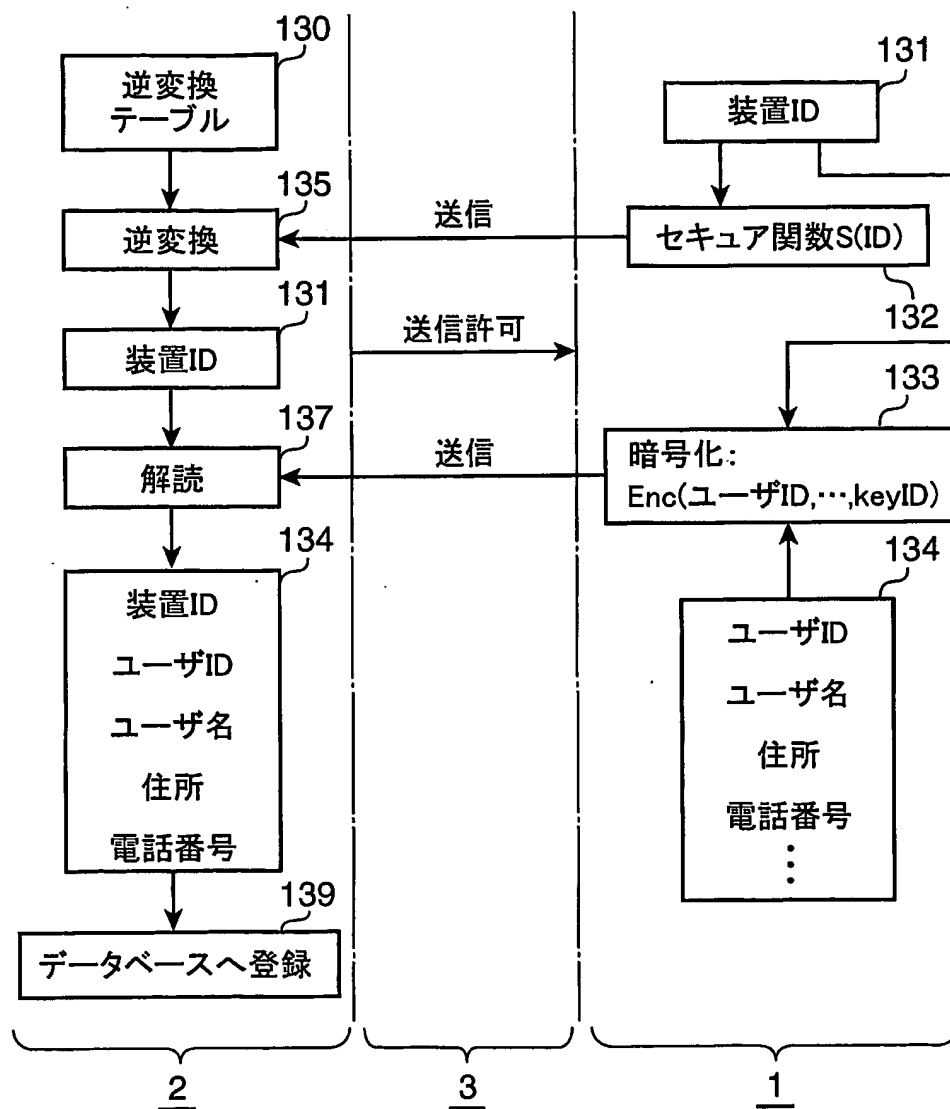 130
逆変換
テーブル
135
逆変換
131
装置ID
137
解読
134
装置ID
ユーザID
ユーザ名
住所
電話番号
139
データベースへ登録
2
送信
送信許可
送信
3
131
装置ID
セキュア関数S(ID)
132
133
暗号化:
Enc(ユーザID,…,keyID)
134
ユーザID
ユーザ名
住所
電話番号
⋮
1